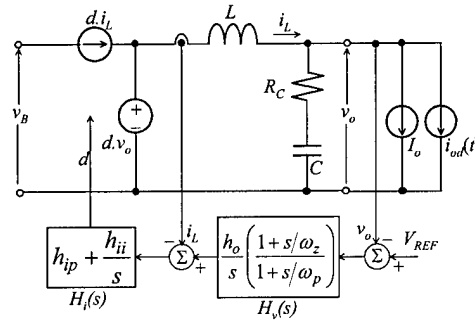 d.i_L
L
i_L
R_C
v_B
v_o
I_o
i_od(t
d.v_o
C
d
i_L
v_o
V_REF
h_ip + h_ii/s
Σ
h_o/s ( 1 + s/ω_z / 1 + s/ω_p )
Σ
H_i(s)
H_v(s)